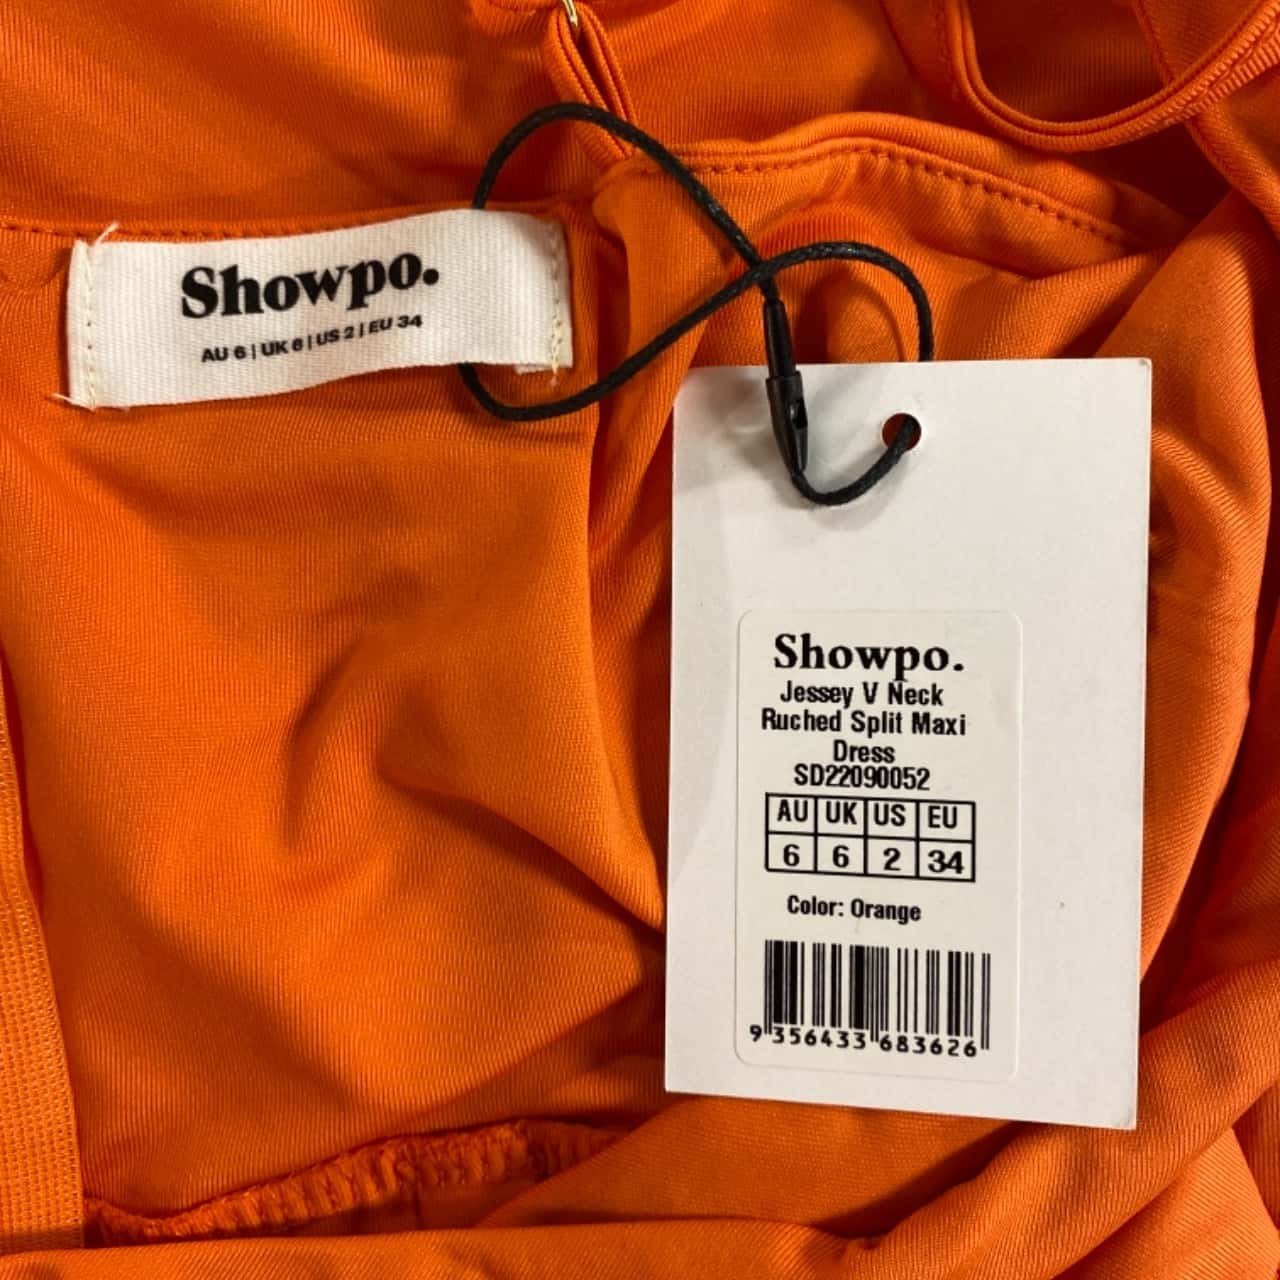 Showpo.
AU 6 | UK 6 | US 2 | EU 34
Showpo.
Jessey V Neck
Ruched Split Maxi
Dress
SD22090052
AU UK US EU
6 6 2 34
Color: Orange
9 356433 683626